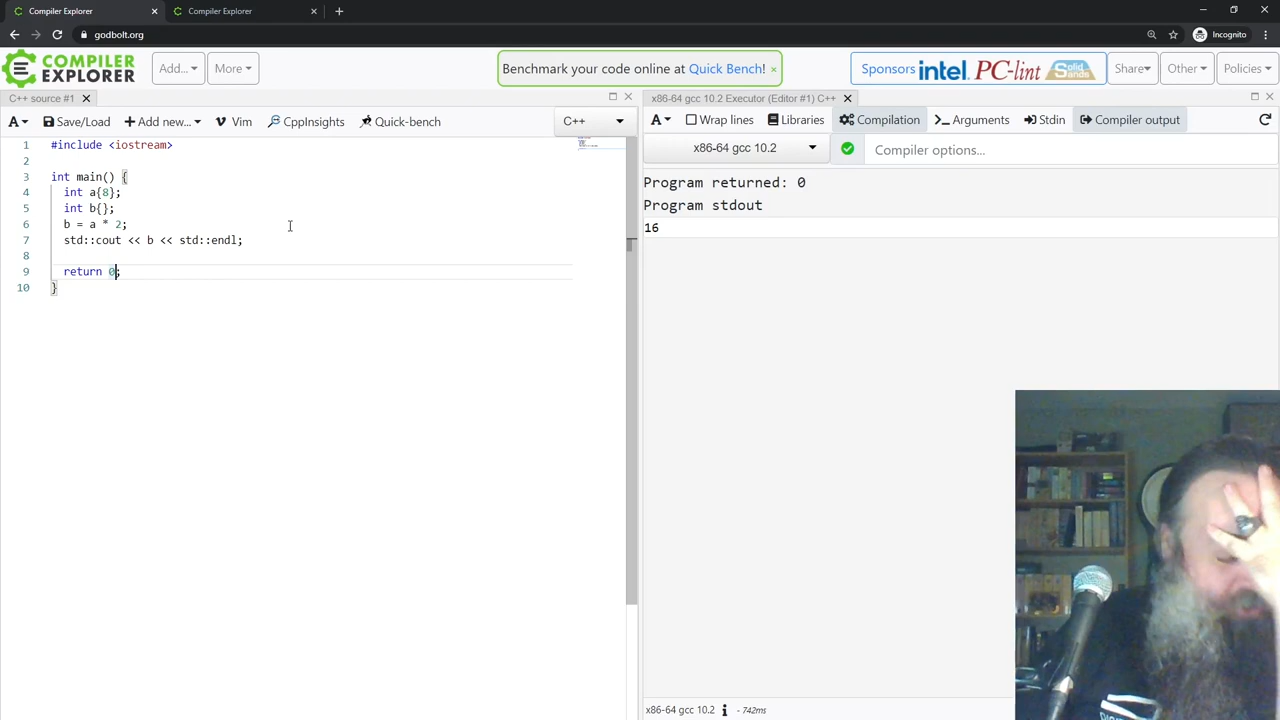 Compiler Explorer
Compiler Explorer
godbolt.org
Incognito
COMPILER
EXPLORER
Add...
More
Benchmark your code online at Quick Bench! ×
Sponsors intel PC-lint Solid Sands
Share
Other
Policies
C++ source #1
A
Save/Load
Add new...
Vim
CppInsights
Quick-bench
C++
1 #include <iostream>
2
3 int main() {
4 int a{8};
5 int b{};
6 b = a * 2;
7 std::cout << b << std::endl;
8
9 return 0;
10 }
x86-64 gcc 10.2 Executor (Editor #1) C++
A
Wrap lines
Libraries
Compilation
Arguments
Stdin
Compiler output
x86-64 gcc 10.2
Compiler options...
Program returned: 0
Program stdout
16
x86-64 gcc 10.2 i - 742ms